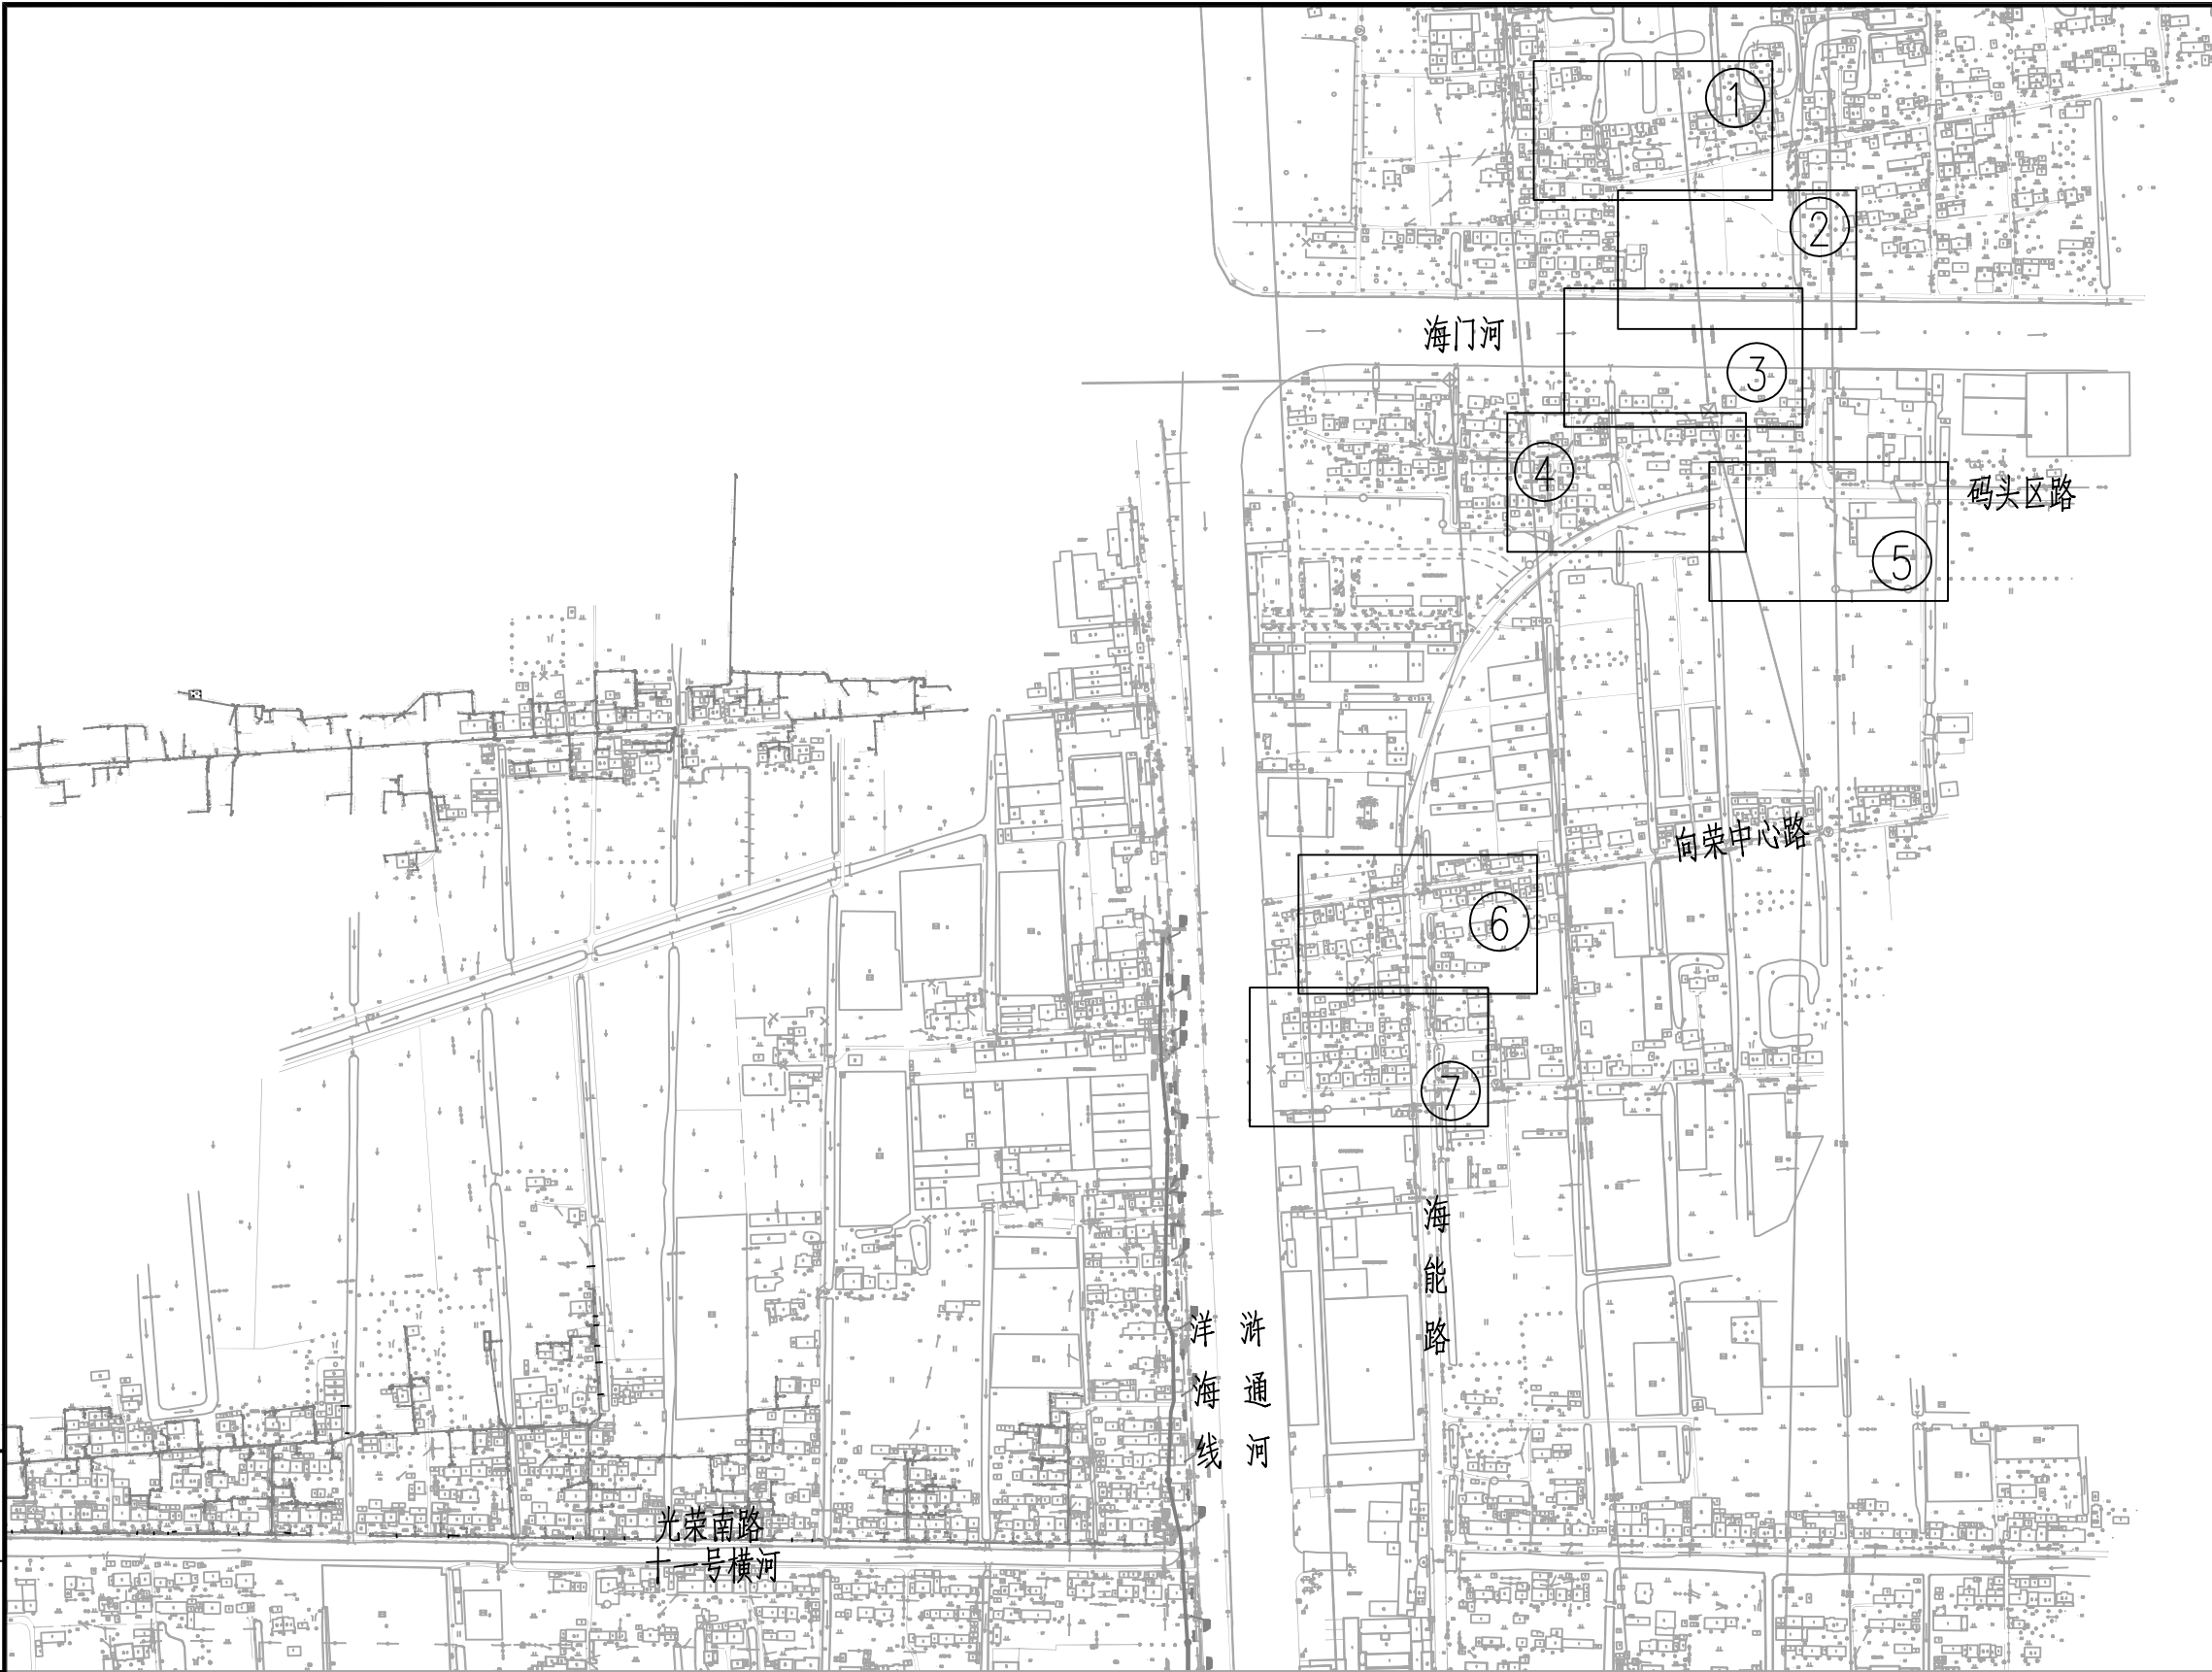 ①
②
海门河
③
④
码头区路
⑤
向荣中心路
⑥
⑦
海能路
洋海线
浒通河
光荣南路
十一号横河